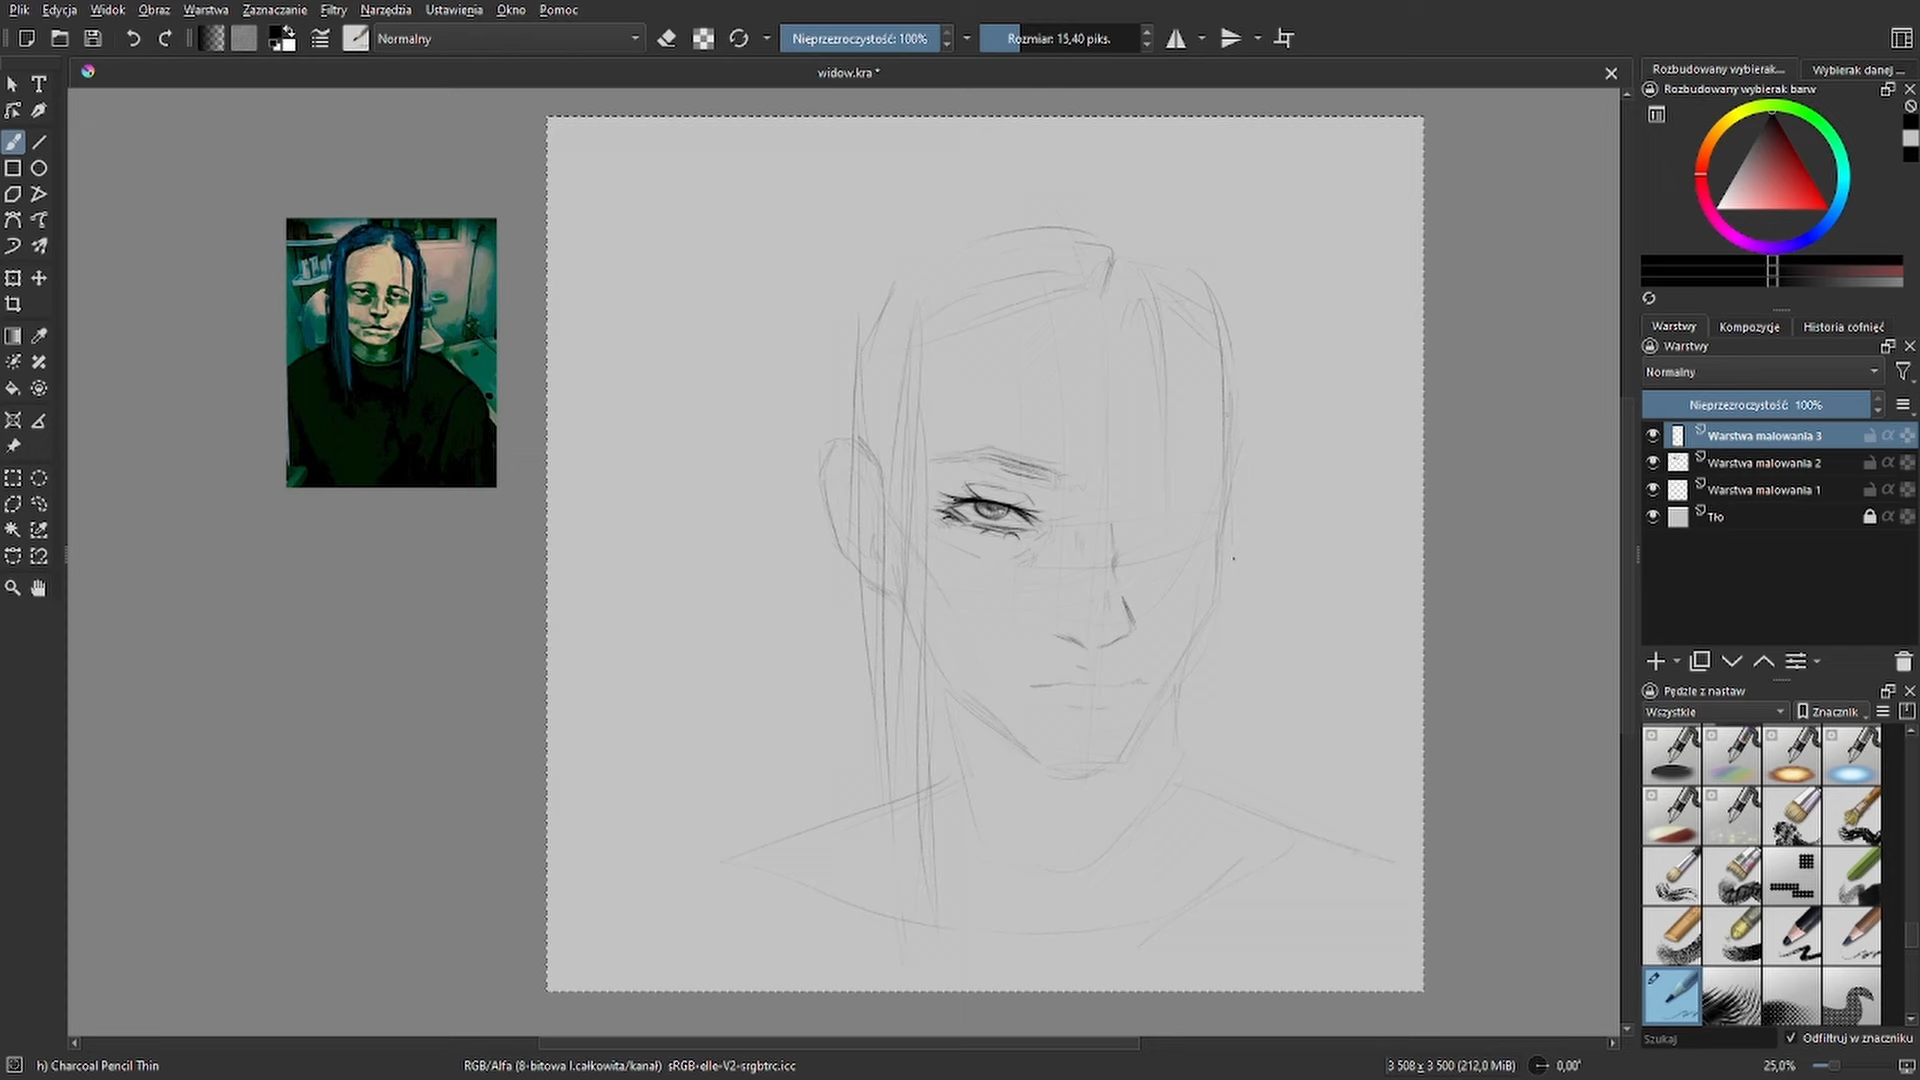 Plik Edycja Widok Obraz Warstwa Zaznaczanie Filtry Narzędzia Ustawienia Okno Pomoc
Normalny
Nieprzezroczystość: 100%
Rozmiar: 15,40 piks.
widow.kra *
Rozbudowany wybierak...
Wybierak danej ...
Rozbudowany wybierak barw
Warstwy
Kompozycje
Historia cofnięć
Warstwy
Normalny
Nieprzezroczystość: 100%
Warstwa malowania 3
Warstwa malowania 2
Warstwa malowania 1
Tło
Pędzle z nastaw
Wszystkie
Znacznik
Szukaj
Odfiltruj w znaczniku
h) Charcoal Pencil Thin
RGB/Alfa (8-bitowa l.całkowita/kanał) sRGB-elle-V2-srgbtrc.icc
3 508 x 3 500 (212,0 MiB)
0,00°
25,0%